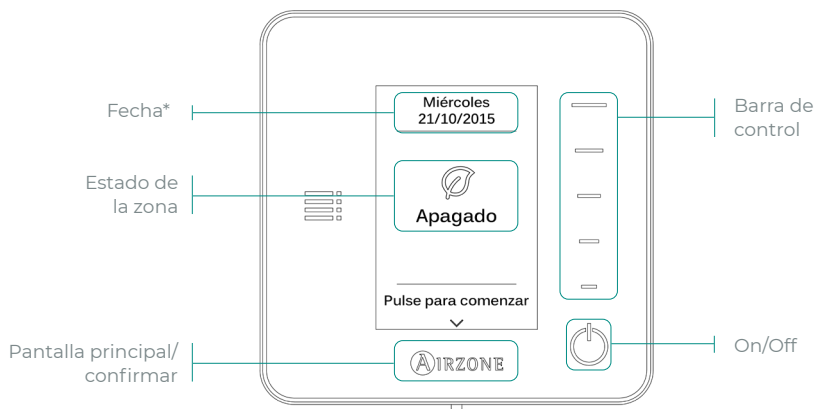 Fecha*
Miércoles
21/10/2015
Barra de
control
Estado de
la zona
Apagado
Pulse para comenzar
Pantalla principal/
confirmar
AIRZONE
On/Off